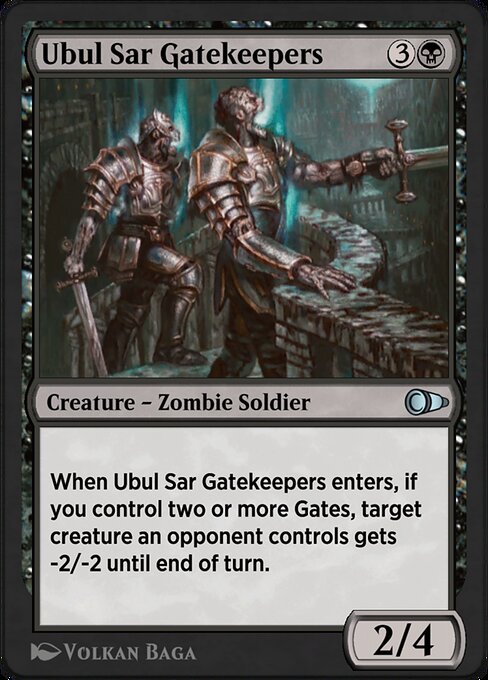 Ubul Sar Gatekeepers 3
Creature – Zombie Soldier
When Ubul Sar Gatekeepers enters, if
you control two or more Gates, target
creature an opponent controls gets
-2/-2 until end of turn.
2/4
Volkan Baga